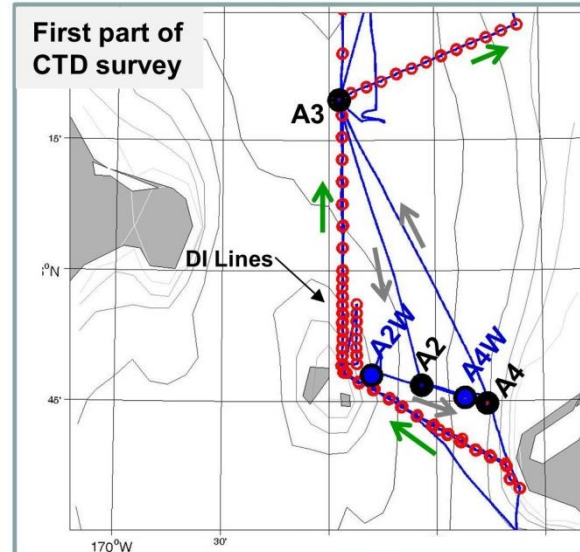 First part of
CTD survey
A3
15'
DI Lines
°N
A2W
A2
A4W
A4
45'
170°W
30'